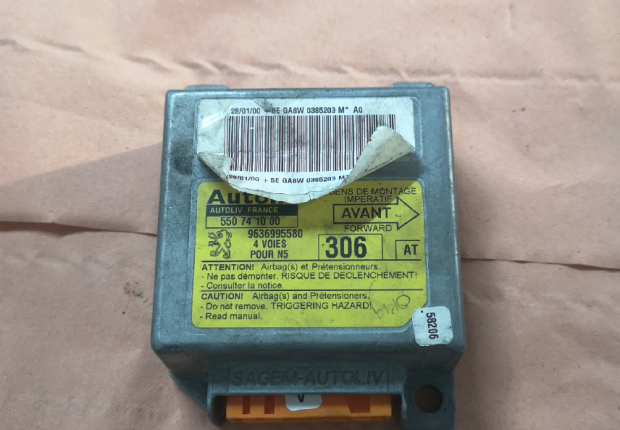 28/01/00 + 5E GA8W 0385203 M* A0
28/01/00 + 5E GA8W 0385203
Autoliv
AUTOLIV FRANCE
550 74 10 00
9636995580
4 VOIES
POUR N5
SENS DE MONTAGE
IMPÉRATIF
AVANT
FORWARD
306
AT
ATTENTION! Airbag(s) et Prétensionneurs.
- Ne pas démonter. RISQUE DE DECLENCHEMENT!
- Consulter la notice.
CAUTION! Airbag(s) and Prétensioners.
- Do not remove. TRIGGERING HAZARD!
- Read manual.
58206
SAGEM-AUTOLIV
V